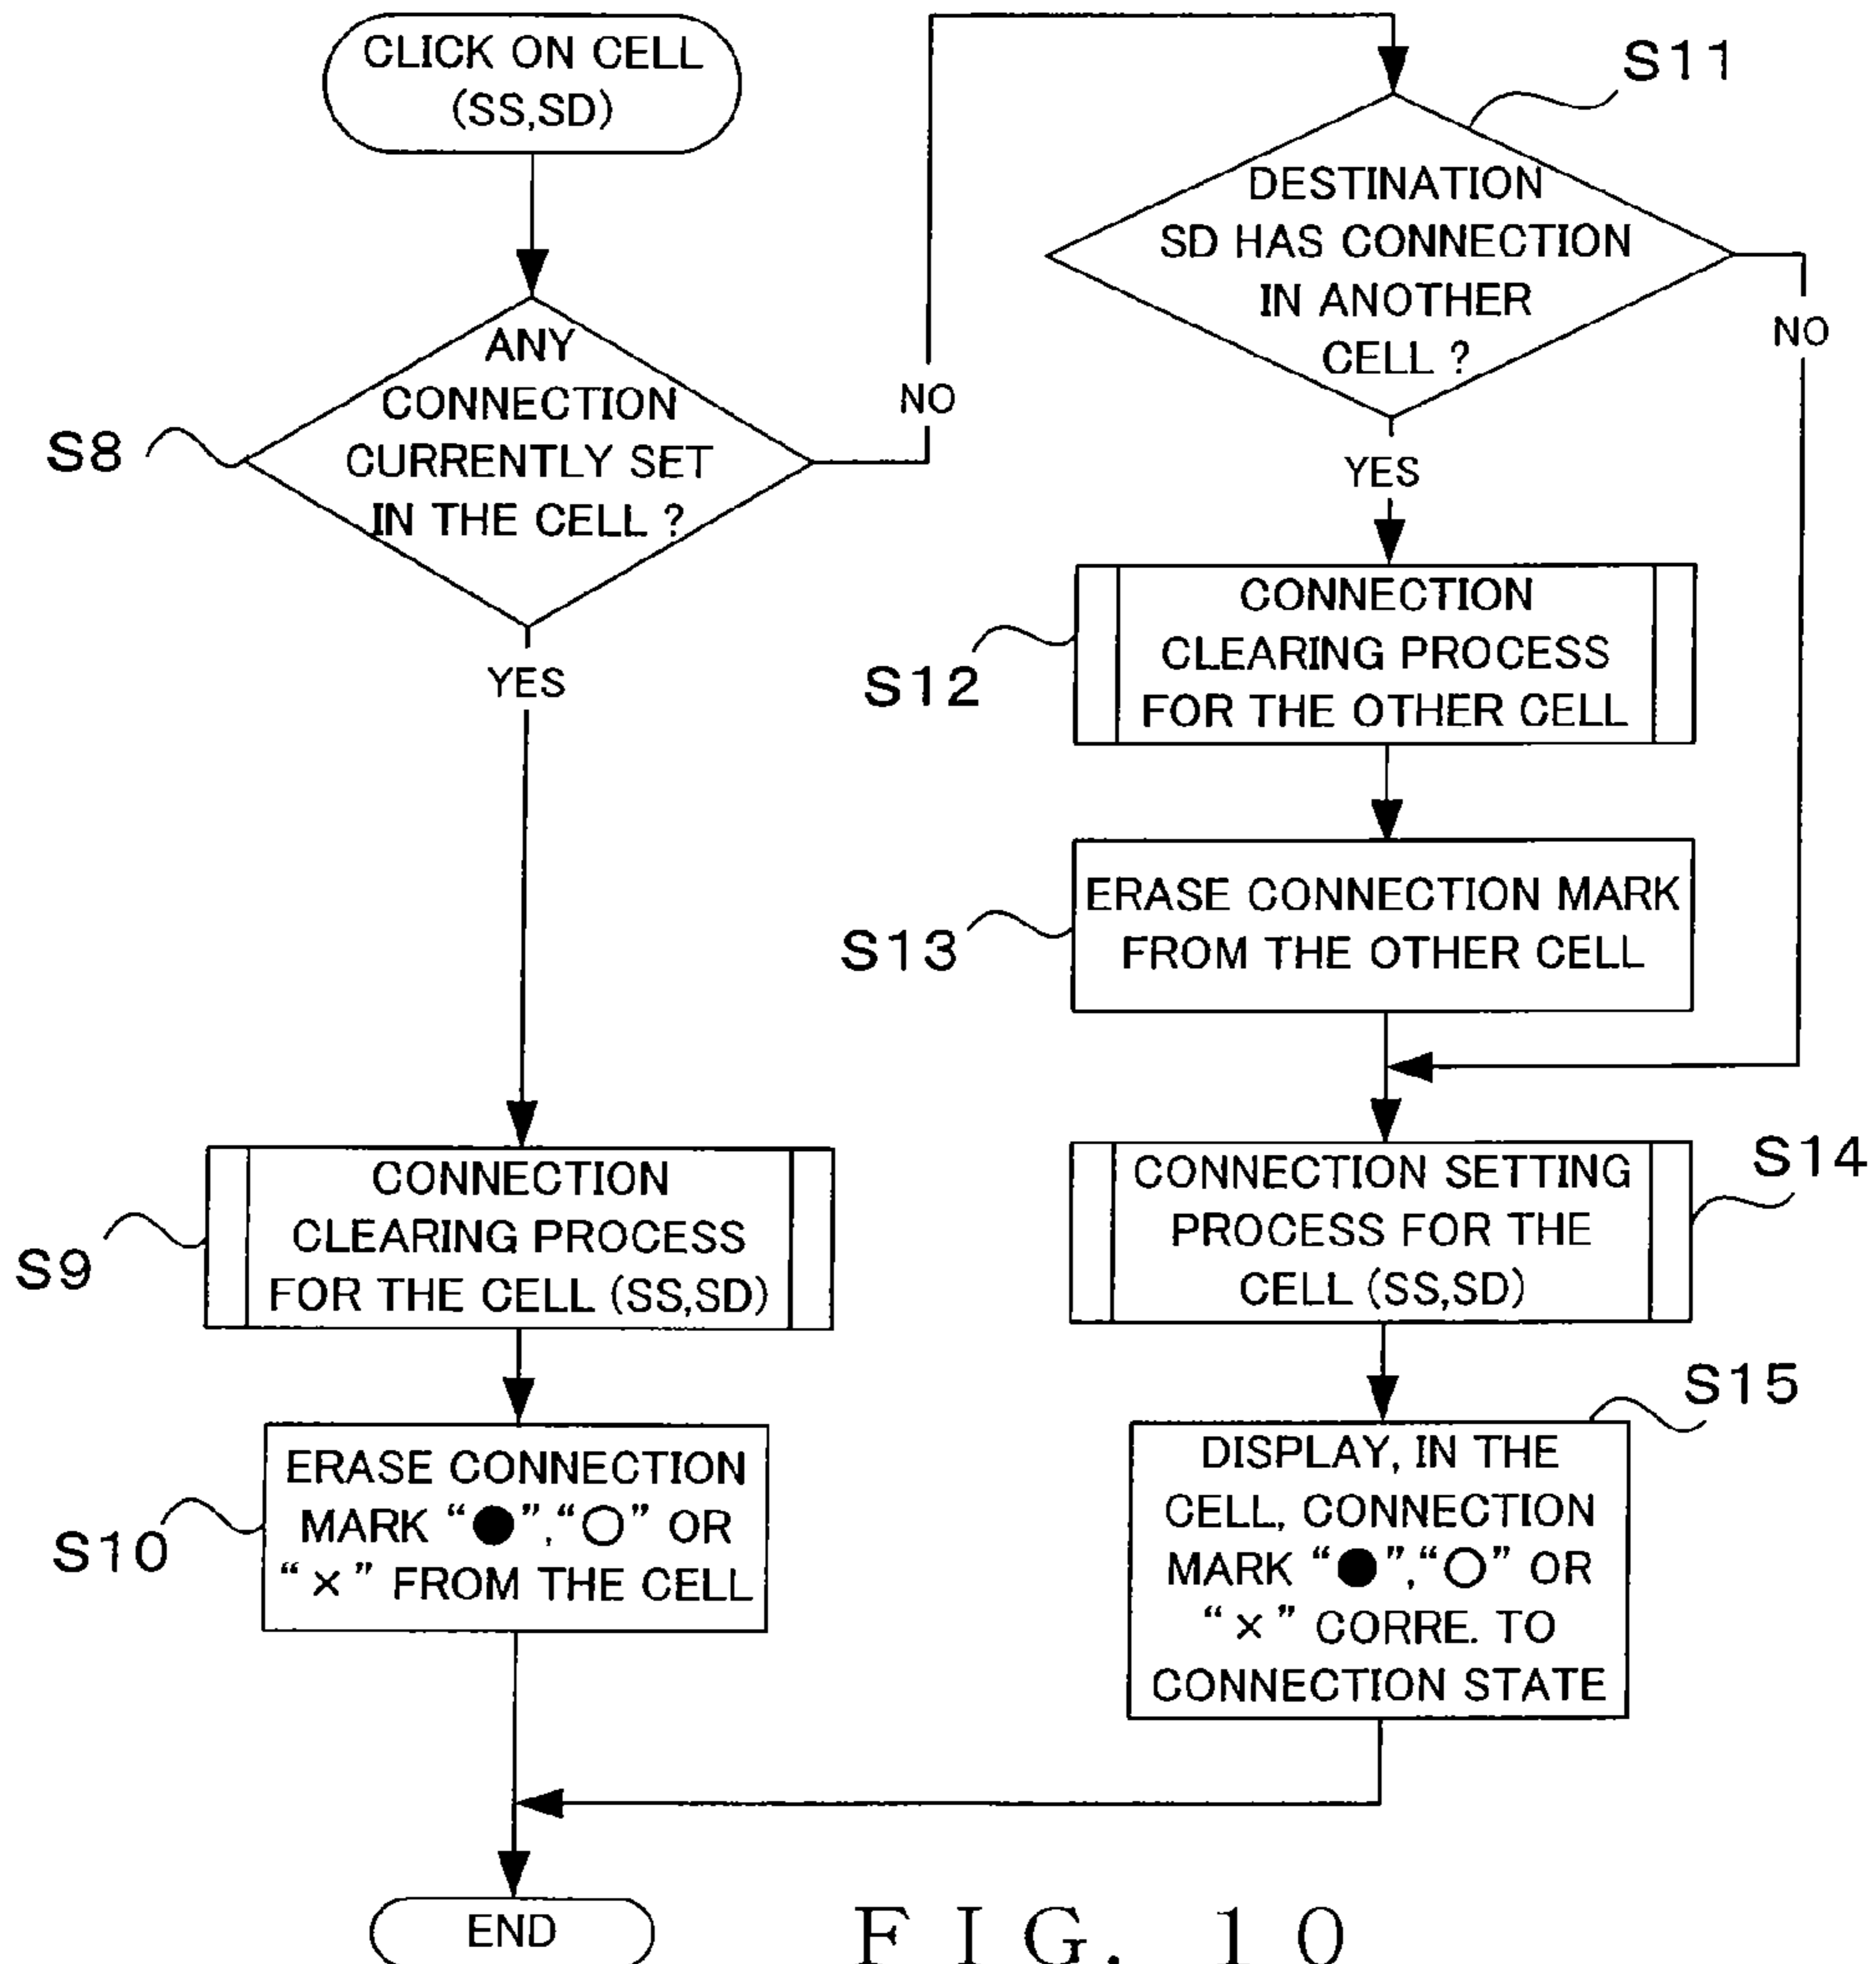 CLICK ON CELL
(SS,SD)
S8
ANY
CONNECTION
CURRENTLY SET
IN THE CELL ?
NO
YES
S9
CONNECTION
CLEARING PROCESS
FOR THE CELL (SS,SD)
S10
ERASE CONNECTION
MARK “●”,“○” OR
“×” FROM THE CELL
END
S11
DESTINATION
SD HAS CONNECTION
IN ANOTHER
CELL ?
NO
YES
S12
CONNECTION
CLEARING PROCESS
FOR THE OTHER CELL
S13
ERASE CONNECTION MARK
FROM THE OTHER CELL
S14
CONNECTION SETTING
PROCESS FOR THE
CELL (SS,SD)
S15
DISPLAY, IN THE
CELL, CONNECTION
MARK “●”,“○” OR
“×” CORRE. TO
CONNECTION STATE
FIG. 10